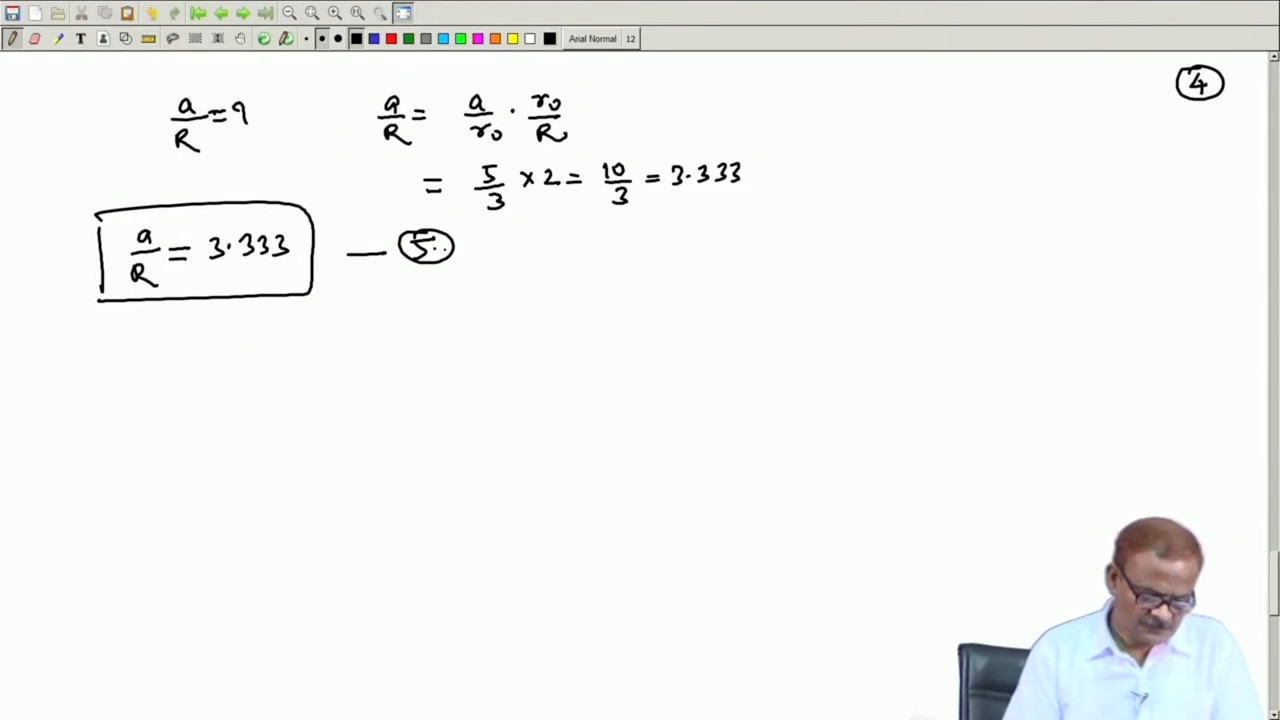 Arial Normal 12
④
a/R = ? a/R = a/r₀ · r₀/R
= 5/3 × 2 = 10/3 = 3.333
a/R = 3.333 — ⑤